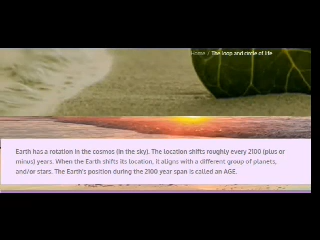 Home / The loop and circle of life
Earth has a rotation in the cosmos (in the sky). The location shifts roughly every 2100 (plus or
minus) years. When the Earth shifts its location, it aligns with a different group of planets,
and/or stars. The Earth's position during the 2100 year span is called an AGE.